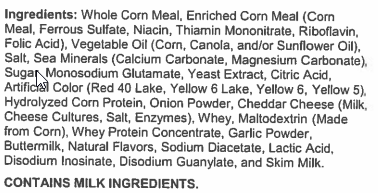 Ingredients: Whole Corn Meal, Enriched Corn Meal (Corn
Meal, Ferrous Sulfate, Niacin, Thiamin Mononitrate, Riboflavin,
Folic Acid), Vegetable Oil (Corn, Canola, and/or Sunflower Oil),
Salt, Sea Minerals (Calcium Carbonate, Magnesium Carbonate),
Sugar, Monosodium Glutamate, Yeast Extract, Citric Acid,
Artificial Color (Red 40 Lake, Yellow 6 Lake, Yellow 6, Yellow 5),
Hydrolyzed Corn Protein, Onion Powder, Cheddar Cheese (Milk,
Cheese Cultures, Salt, Enzymes), Whey, Maltodextrin (Made
from Corn), Whey Protein Concentrate, Garlic Powder,
Buttermilk, Natural Flavors, Sodium Diacetate, Lactic Acid,
Disodium Inosinate, Disodium Guanylate, and Skim Milk.
CONTAINS MILK INGREDIENTS.